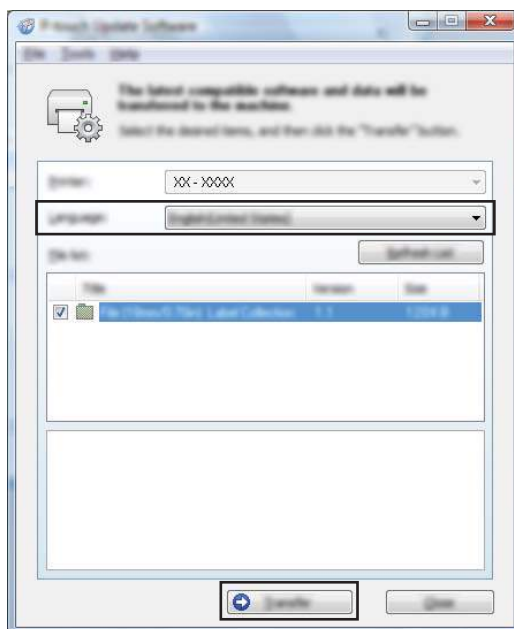 P-touch Update Software
File Tools Help
The latest compatible software and data will be
transferred to the machine.
Select the desired items, and then click the "Transfer" button.
Printer: XX - XXXX
Language: English(United States)
File list: Refresh List
Title Version Size
Label Collection 1.1
Transfer Close